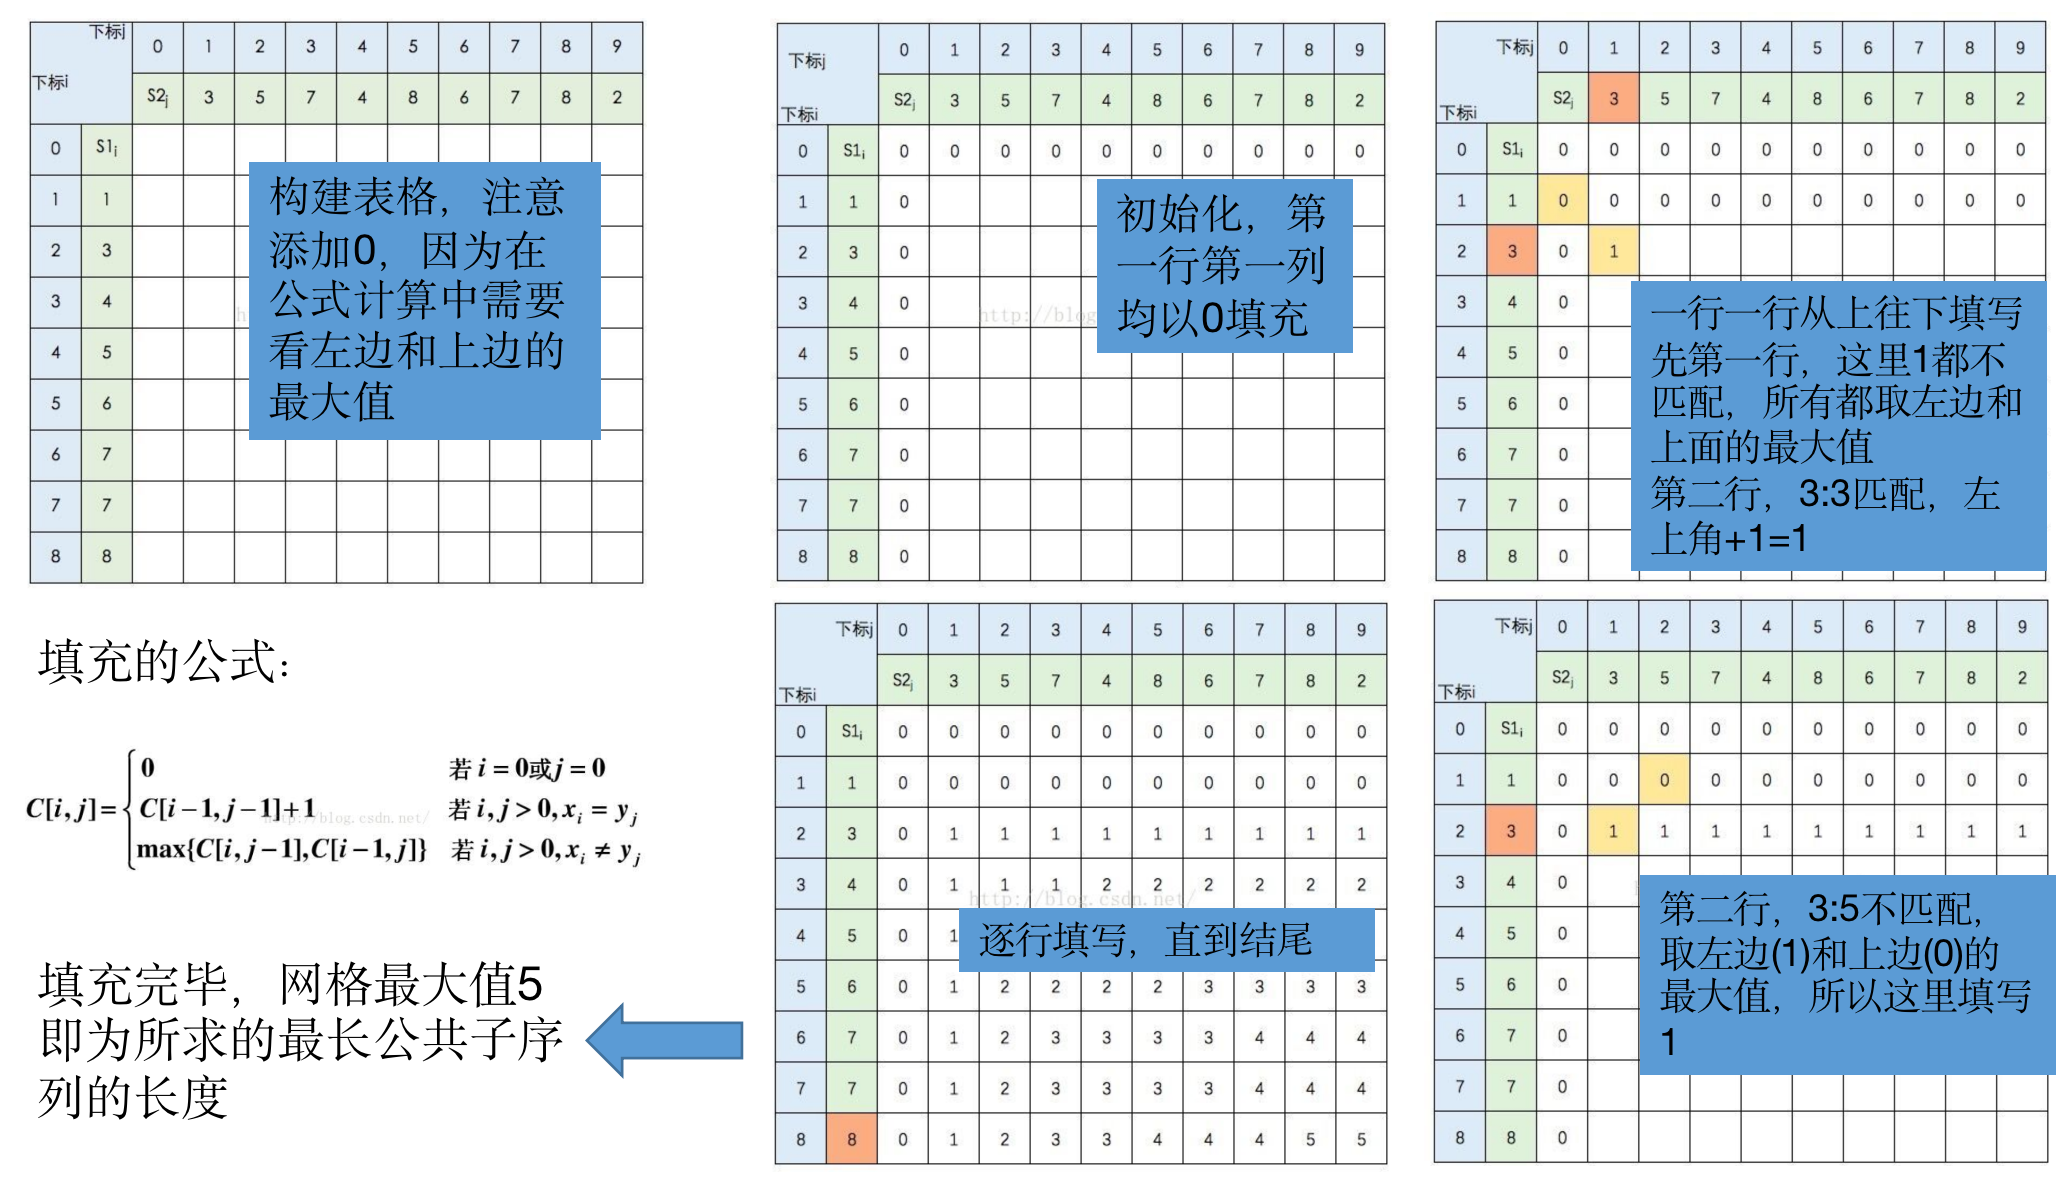 下标j 0 1 2 3 4 5 6 7 8 9
下标i S2j 3 5 7 4 8 6 7 8 2
0 S1i
1 1
2 3
3 4
4 5
5 6
6 7
7 7
8 8
构建表格，注意
添加0，因为在
公式计算中需要
看左边和上边的
最大值
下标j 0 1 2 3 4 5 6 7 8 9
下标i S2j 3 5 7 4 8 6 7 8 2
0 S1i 0 0 0 0 0 0 0 0 0 0
1 1 0
2 3 0
3 4 0
4 5 0
5 6 0
6 7 0
7 7 0
8 8 0
初始化，第
一行第一列
均以0填充
下标j 0 1 2 3 4 5 6 7 8 9
下标i S2j 3 5 7 4 8 6 7 8 2
0 S1i 0 0 0 0 0 0 0 0 0 0
1 1 0 0 0 0 0 0 0 0 0 0
2 3 0 1
3 4 0
4 5 0
5 6 0
6 7 0
7 7 0
8 8 0
一行一行从上往下填写
先第一行，这里1都不
匹配，所有都取左边和
上面的最大值
第二行，3:3匹配，左
上角+1=1
填充的公式：
C[i,j]= 0 若 i = 0或j = 0
C[i−1,j−1]+1 若 i,j > 0, xi = yj
max{C[i,j−1],C[i−1,j]} 若 i,j > 0, xi ≠ yj
http://blog.csdn.net/
填充完毕，网格最大值5
即为所求的最长公共子序
列的长度
下标j 0 1 2 3 4 5 6 7 8 9
下标i S2j 3 5 7 4 8 6 7 8 2
0 S1i 0 0 0 0 0 0 0 0 0 0
1 1 0 0 0 0 0 0 0 0 0 0
2 3 0 1 1 1 1 1 1 1 1 1
3 4 0 1 1 1 2 2 2 2 2 2
http://blog.csdn.net/
4 5 0 1
逐行填写，直到结尾
5 6 0 1 2 2 2 2 3 3 3 3
6 7 0 1 2 3 3 3 3 4 4 4
7 7 0 1 2 3 3 3 3 4 4 4
8 8 0 1 2 3 3 4 4 4 5 5
下标j 0 1 2 3 4 5 6 7 8 9
下标i S2j 3 5 7 4 8 6 7 8 2
0 S1i 0 0 0 0 0 0 0 0 0 0
1 1 0 0 0 0 0 0 0 0 0 0
2 3 0 1 1 1 1 1 1 1 1 1
3 4 0
4 5 0
5 6 0
6 7 0
7 7 0
8 8 0
第二行，3:5不匹配，
取左边(1)和上边(0)的
最大值，所以这里填写
1